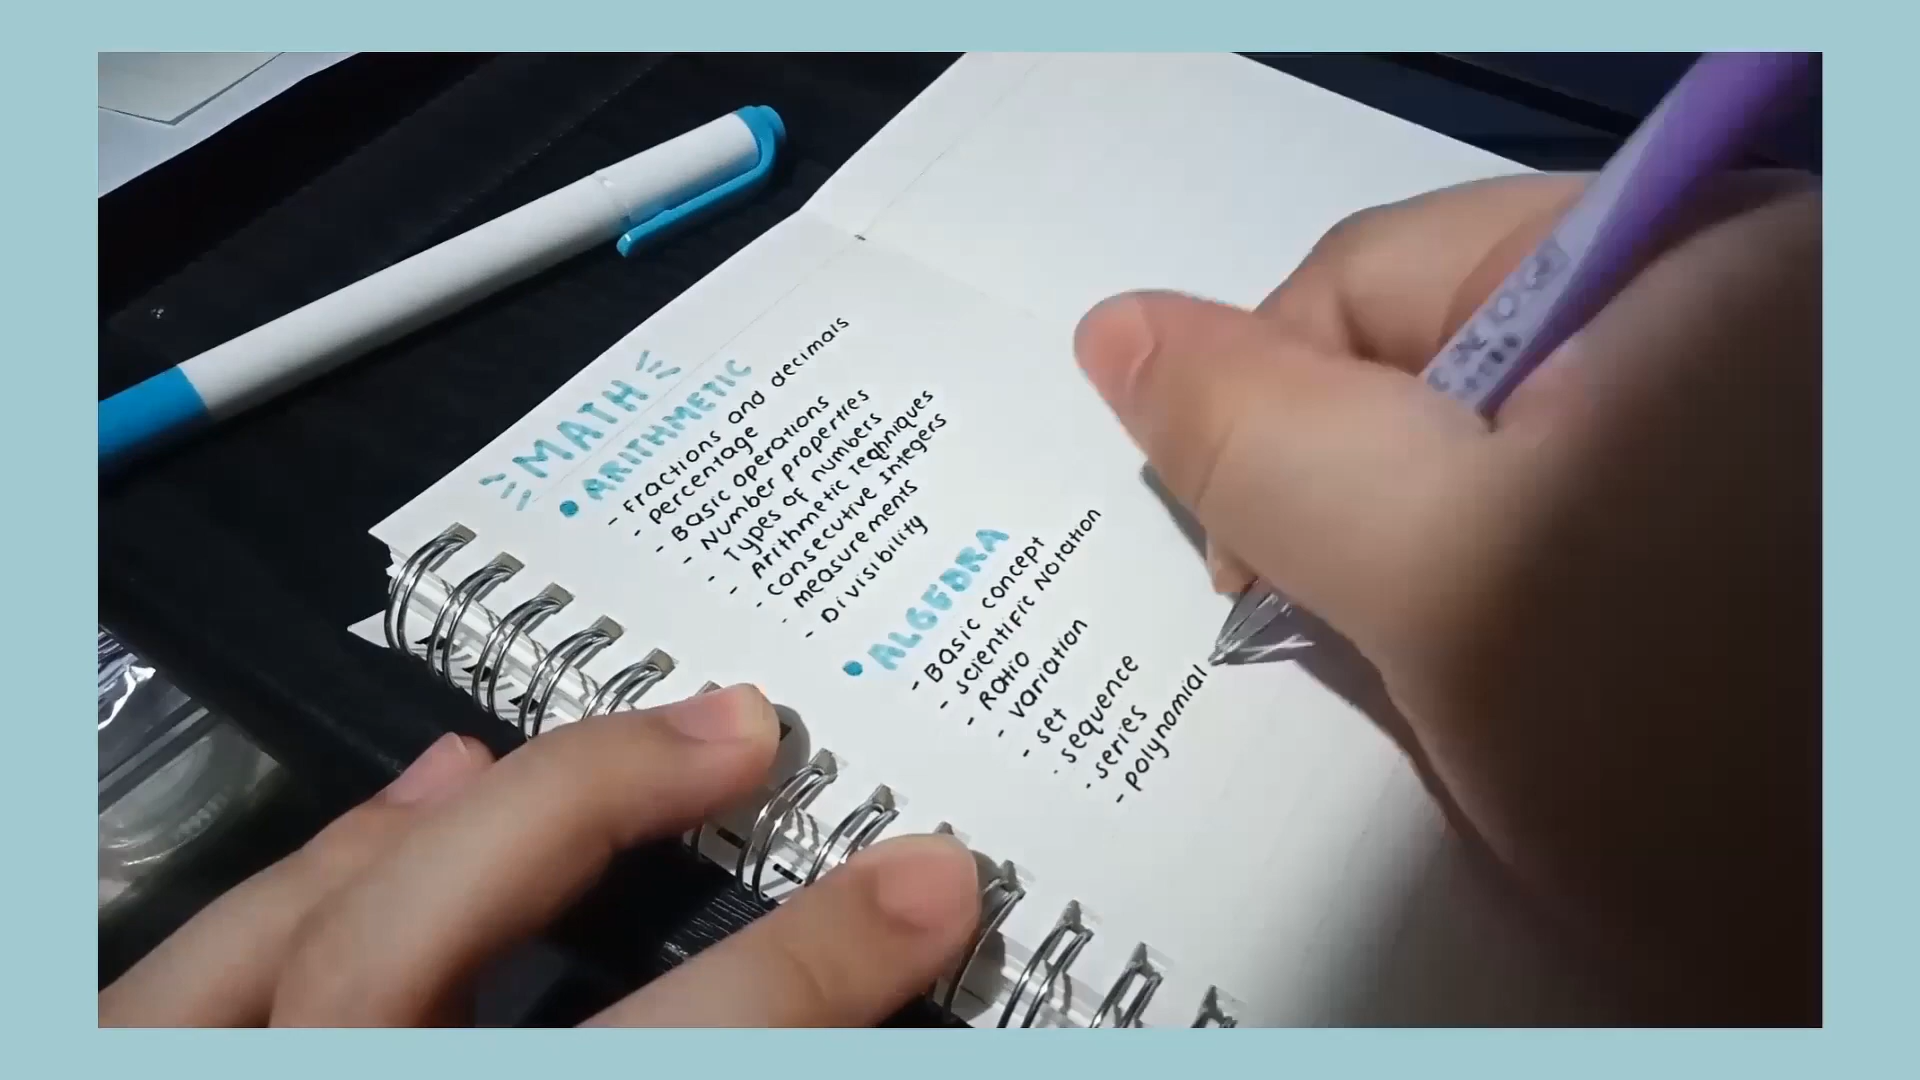 MATH
• ARITHMETIC
- Fractions and decimals
- percentage
- Basic operations
- Number properties
- Types of numbers
- Arithmetic teqhniques
- consecutive Integers
- measurements
- Divisibility
• ALGEBRA
- Basic concept
- scientific Notation
- Ratio
- variation
- set
- sequence
- series
- polynomial